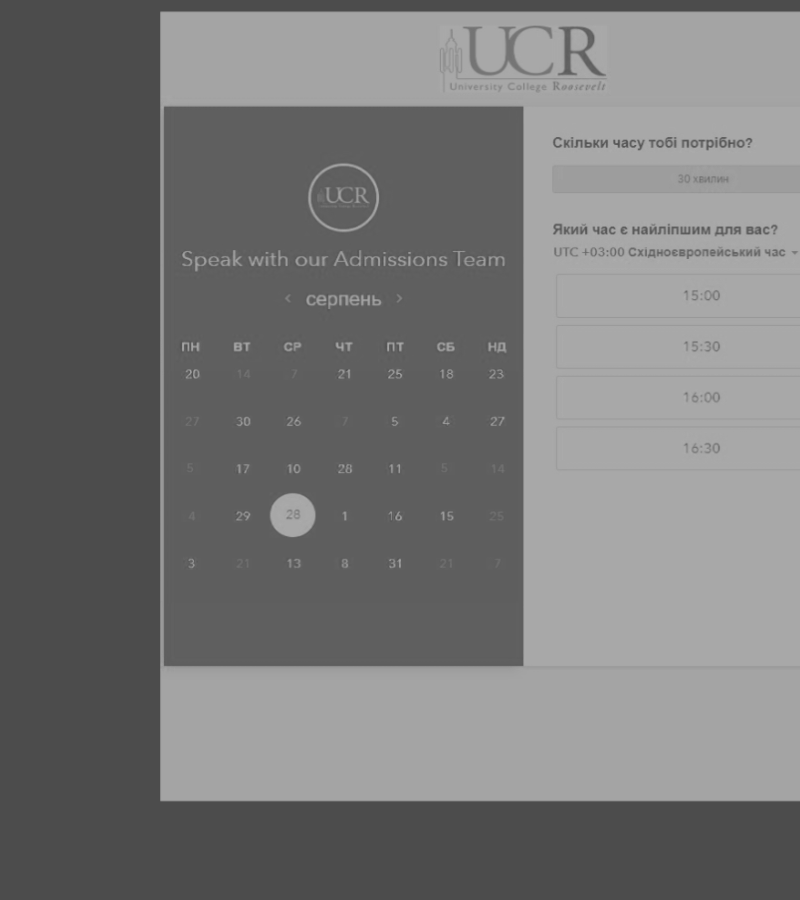 UCR
University College Roosevelt
UCR
Speak with our Admissions Team
серпень
ПН ВТ СР ЧТ ПТ СБ НД
20 14 7 21 25 18 23
27 30 26 7 5 4 27
5 17 10 28 11 5 14
4 29 28 1 16 15 25
3 21 13 8 31 21 7
Скільки часу тобі потрібно?
30 хвилин
Який час є найліпшим для вас?
UTC +03:00 Східноєвропейський час
15:00
15:30
16:00
16:30